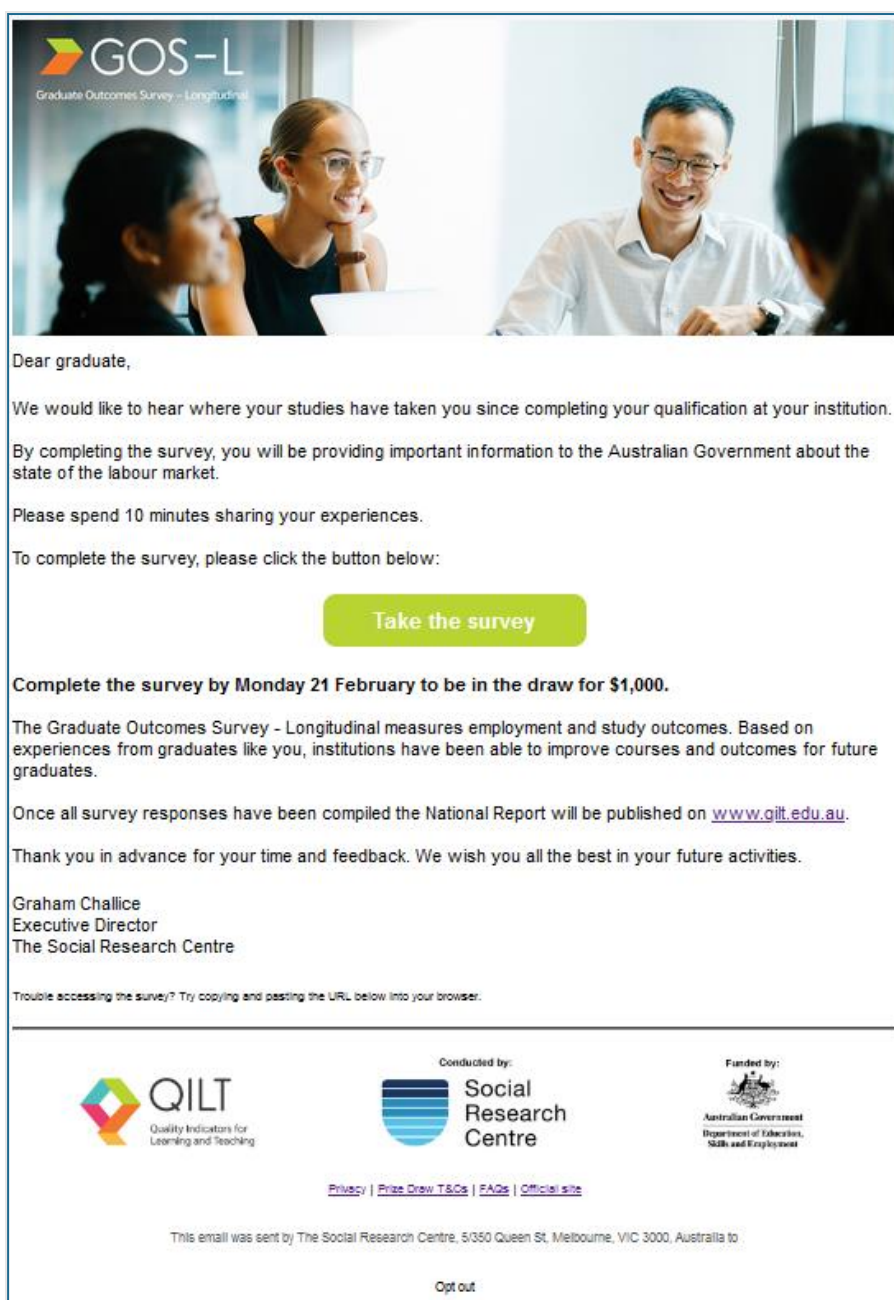 GOS-L
Graduate Outcomes Survey – Longitudinal
Dear graduate,
We would like to hear where your studies have taken you since completing your qualification at your institution.
By completing the survey, you will be providing important information to the Australian Government about the
state of the labour market.
Please spend 10 minutes sharing your experiences.
To complete the survey, please click the button below:
Take the survey
Complete the survey by Monday 21 February to be in the draw for $1,000.
The Graduate Outcomes Survey - Longitudinal measures employment and study outcomes. Based on
experiences from graduates like you, institutions have been able to improve courses and outcomes for future
graduates.
Once all survey responses have been compiled the National Report will be published on www.qilt.edu.au.
Thank you in advance for your time and feedback. We wish you all the best in your future activities.
Graham Challice
Executive Director
The Social Research Centre
Trouble accessing the survey? Try copying and pasting the URL below into your browser.
QILT
Quality Indicators for
Learning and Teaching
Conducted by:
Social
Research
Centre
Funded by:
Australian Government
Department of Education,
Skills and Employment
Privacy | Prize Draw T&Cs | FAQs | Official site
This email was sent by The Social Research Centre, 5/350 Queen St, Melbourne, VIC 3000, Australia to
Opt out